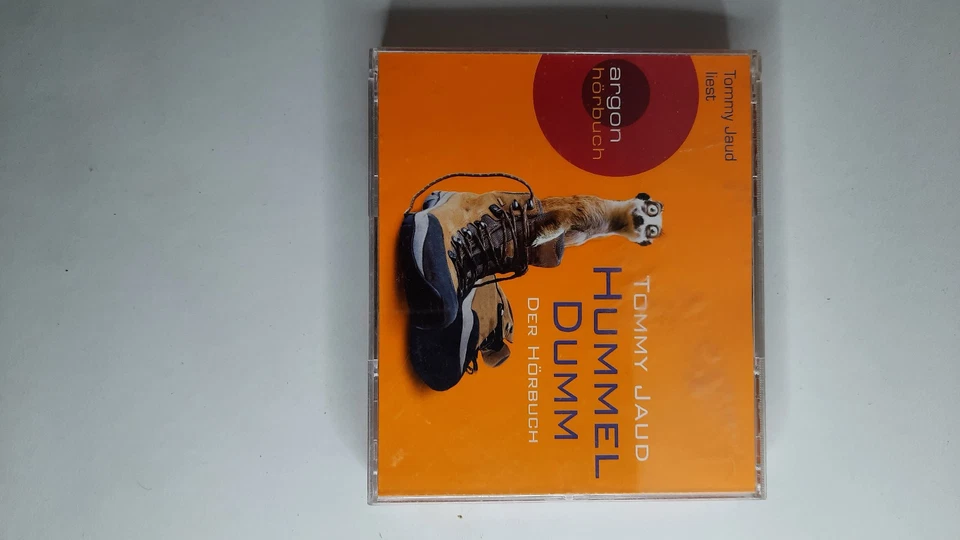 Tommy Jaud
liest
argon
hörbuch
TOMMY JAUD
HUMMEL
DUMM
DER HÖRBUCH